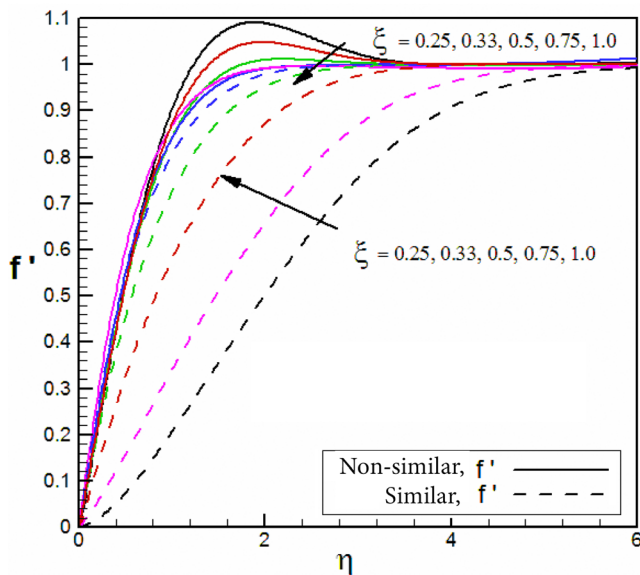 1.1
1
0.9
0.8
0.7
0.6
0.5
0.4
0.3
0.2
0.1
0
f '
ξ = 0.25, 0.33, 0.5, 0.75, 1.0
ξ = 0.25, 0.33, 0.5, 0.75, 1.0
Non-similar, f '
Similar, f '
0 2 4 6
η